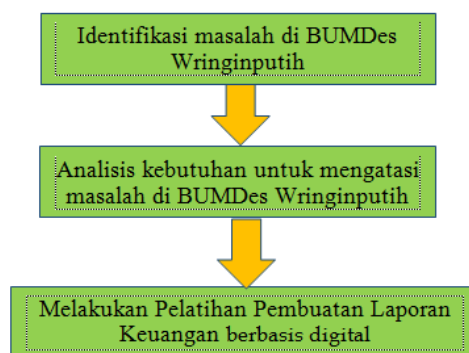 Identifikasi masalah di BUMDes
Wringinputih
Analisis kebutuhan untuk mengatasi
masalah di BUMDes Wringinputih
Melakukan Pelatihan Pembuatan Laporan
Keuangan berbasis digital